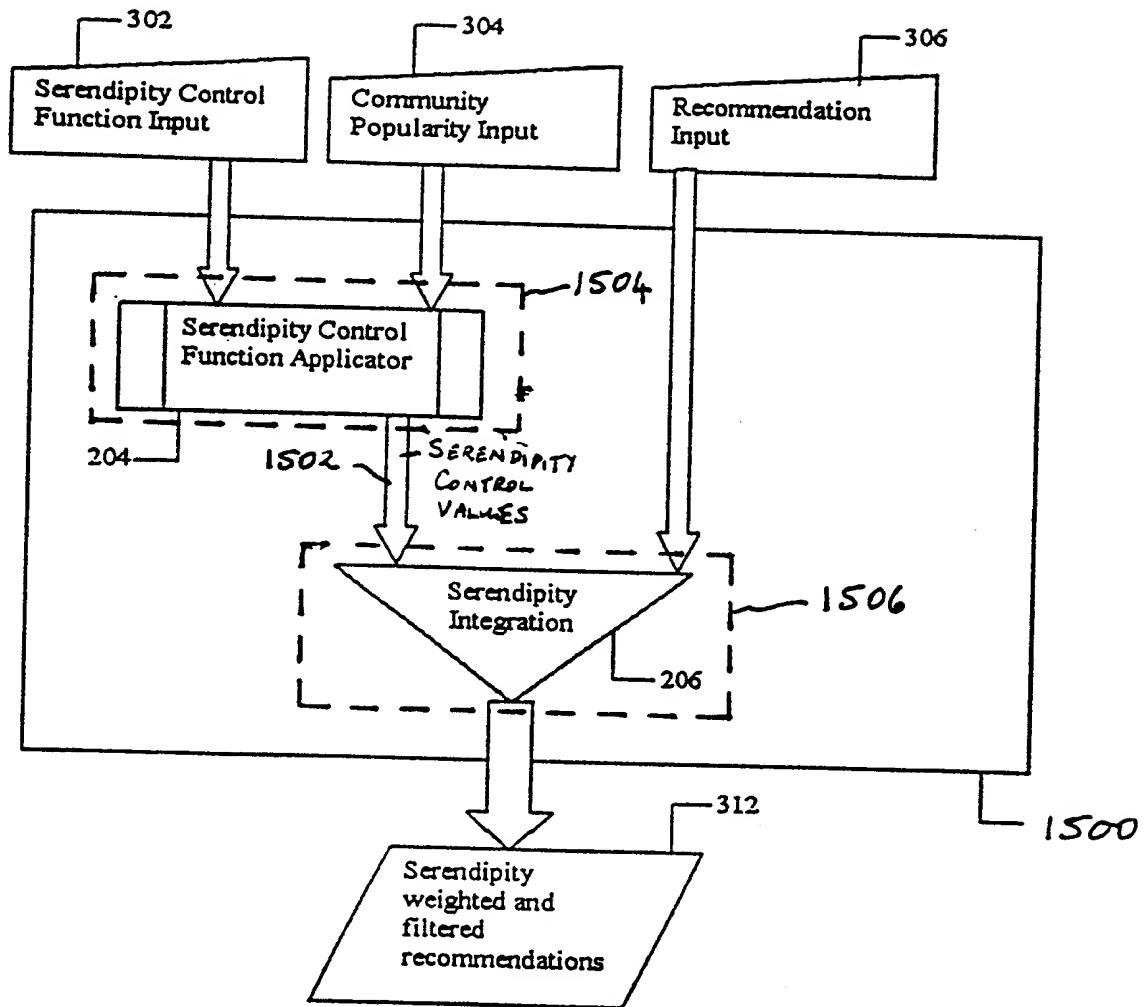 302
304
306
Serendipity Control
Function Input
Community
Popularity Input
Recommendation
Input
1504
Serendipity Control
Function Applicator
204
1502
SERENDIPITY
CONTROL
VALUES
Serendipity
Integration
1506
206
312
1500
Serendipity
weighted and
filtered
recommendations